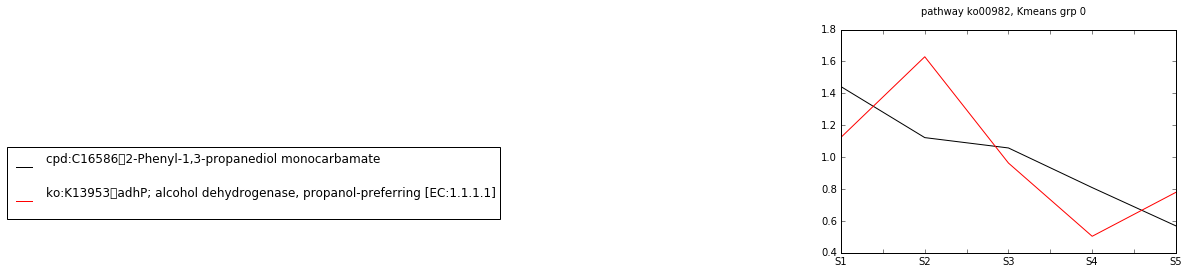 pathway ko00982, Kmeans grp 0
1.8
1.6
1.4
1.2
1.0
0.8
0.6
0.4
S1 S2 S3 S4 S5
cpd:C16586▯2-Phenyl-1,3-propanediol monocarbamate
ko:K13953▯adhP; alcohol dehydrogenase, propanol-preferring [EC:1.1.1.1]